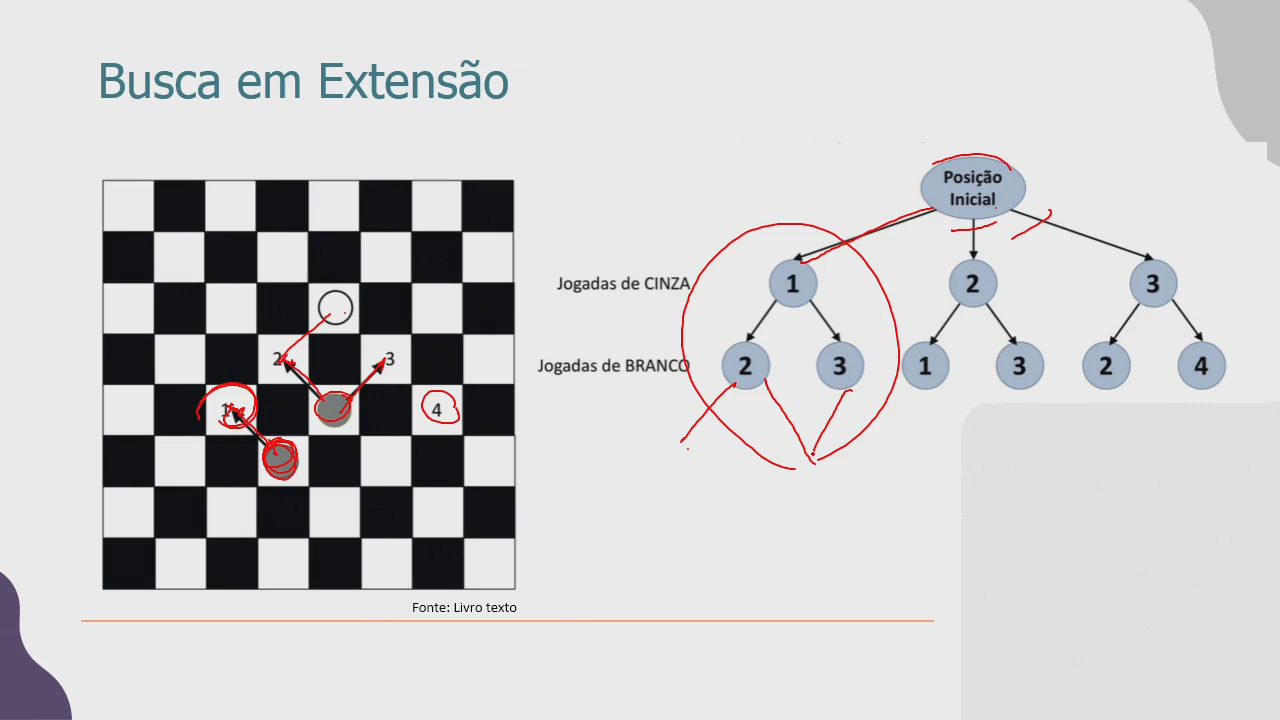 Busca em Extensão
2
3
1
4
Fonte: Livro texto
Posição
Inicial
Jogadas de CINZA
1
2
3
Jogadas de BRANCO
2
3
1
3
2
4